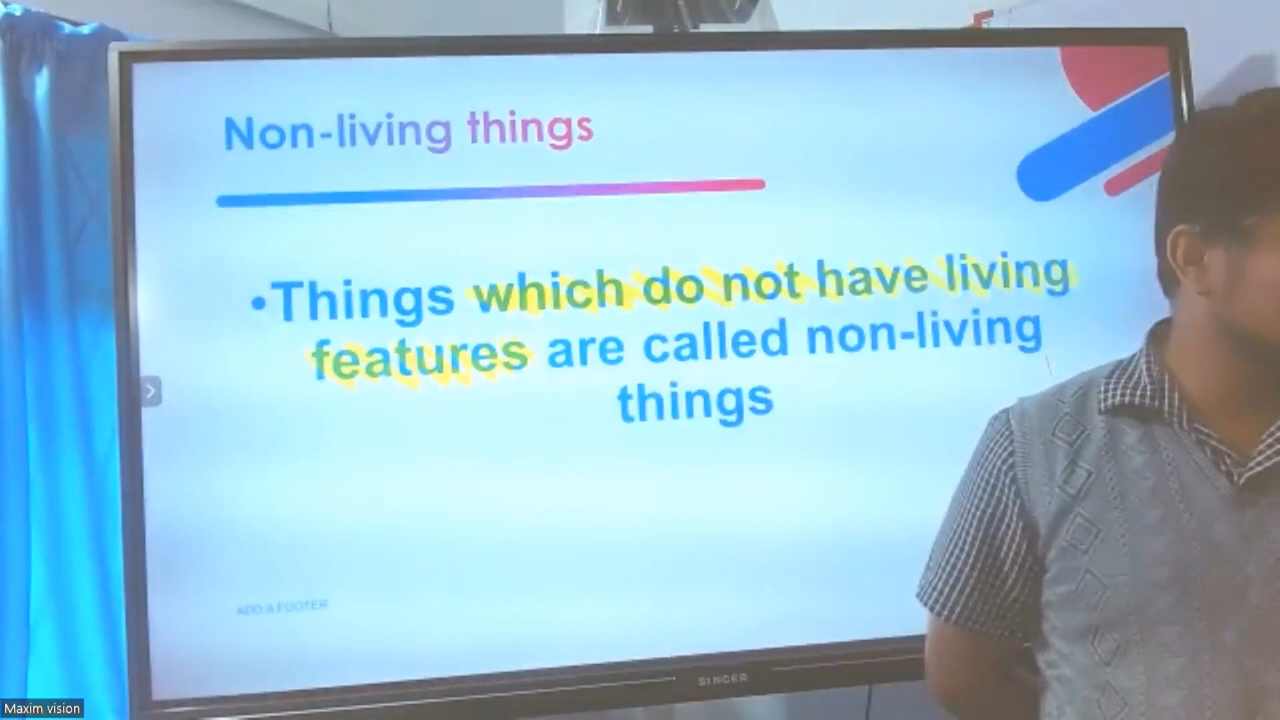 Non-living things
•Things which do not have living
features are called non-living
things
ADD A FOOTER
SINGER
Maxim vision